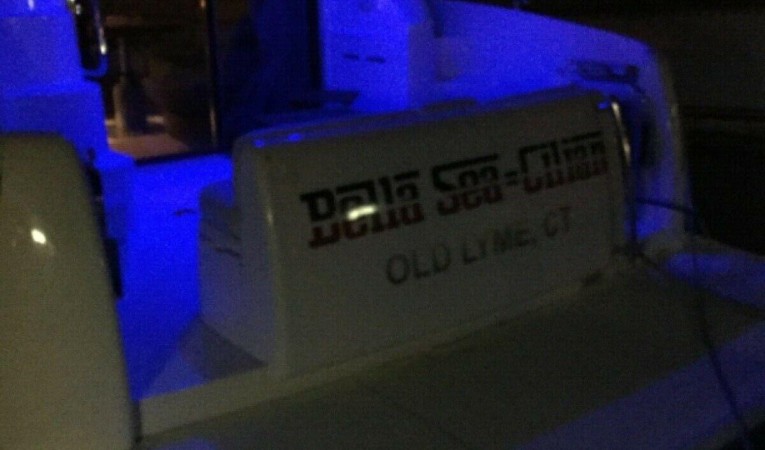 Bella Sea=Cilian
OLD LYME, CT